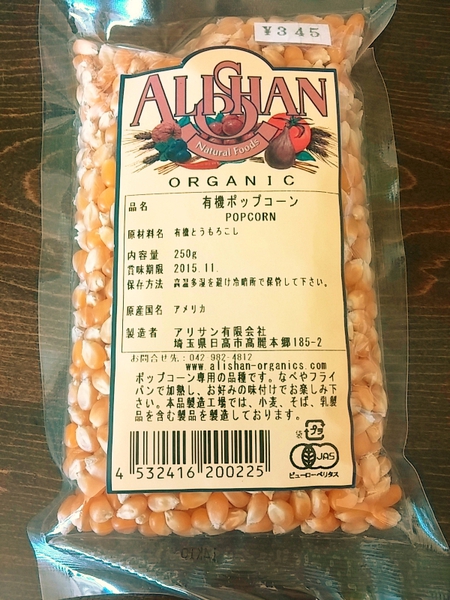 ¥345
ALISHAN
Natural Foods
ORGANIC
品名 有機ポップコーン
POPCORN
原材料名 有機とうもろこし
内容量 250g
賞味期限 2015.11.
保存方法 高温多湿を避け冷暗所で保管して下さい。
原産国名 アメリカ
製造者 アリサン有限会社
埼玉県日高市高麗本郷185-2
お問合せ先:042-982-4812
www.alishan-organics.com
ポップコーン専用の品種です。なべやフライ
パンで加熱し、お好みの味付けでお楽しみ下
さい。本品製造工場では、小麦、そば、乳製
品を含む製品を製造しております。
袋 プラ
JAS
ビューローベリタス
4 532416 200225